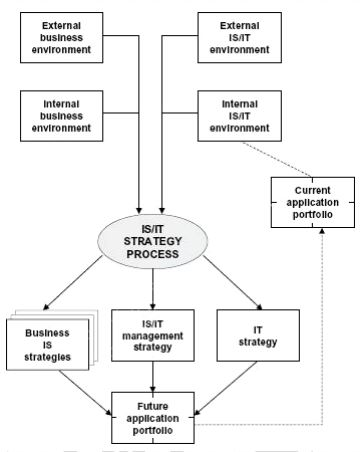 External
business
environment
External
IS/IT
environment
Internal
business
environment
Internal
IS/IT
environment
Current
application
portfolio
IS/IT
STRATEGY
PROCESS
Business
IS
strategies
IS/IT
management
strategy
IT
strategy
Future
application
portfolio